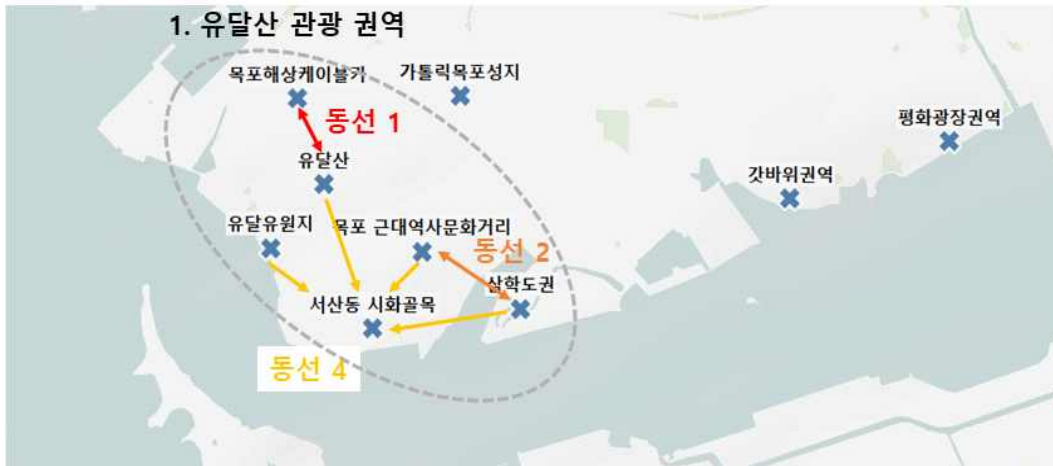 1. 유달산 관광 권역
목포해상케이블카
가톨릭목포성지
동선 1
평화광장권역
유달산
갓바위권역
유달유원지
목포 근대역사문화거리
동선 2
삼학도권
서산동 시화골목
동선 4